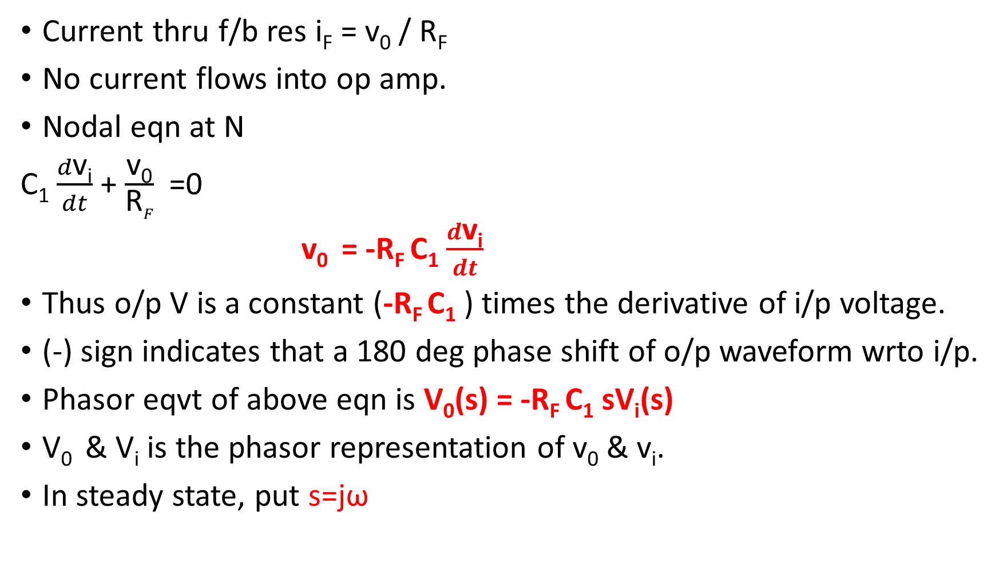 • Current thru f/b res i_F = v_0 / R_F
• No current flows into op amp.
• Nodal eqn at N
C_1 dv_i/dt + v_0/R_F =0
v_0 = -R_F C_1 dv_i/dt
• Thus o/p V is a constant (-R_F C_1 ) times the derivative of i/p voltage.
• (-) sign indicates that a 180 deg phase shift of o/p waveform wrto i/p.
• Phasor eqvt of above eqn is V_0(s) = -R_F C_1 sV_i(s)
• V_0 & V_i is the phasor representation of v_0 & v_i.
• In steady state, put s=jω